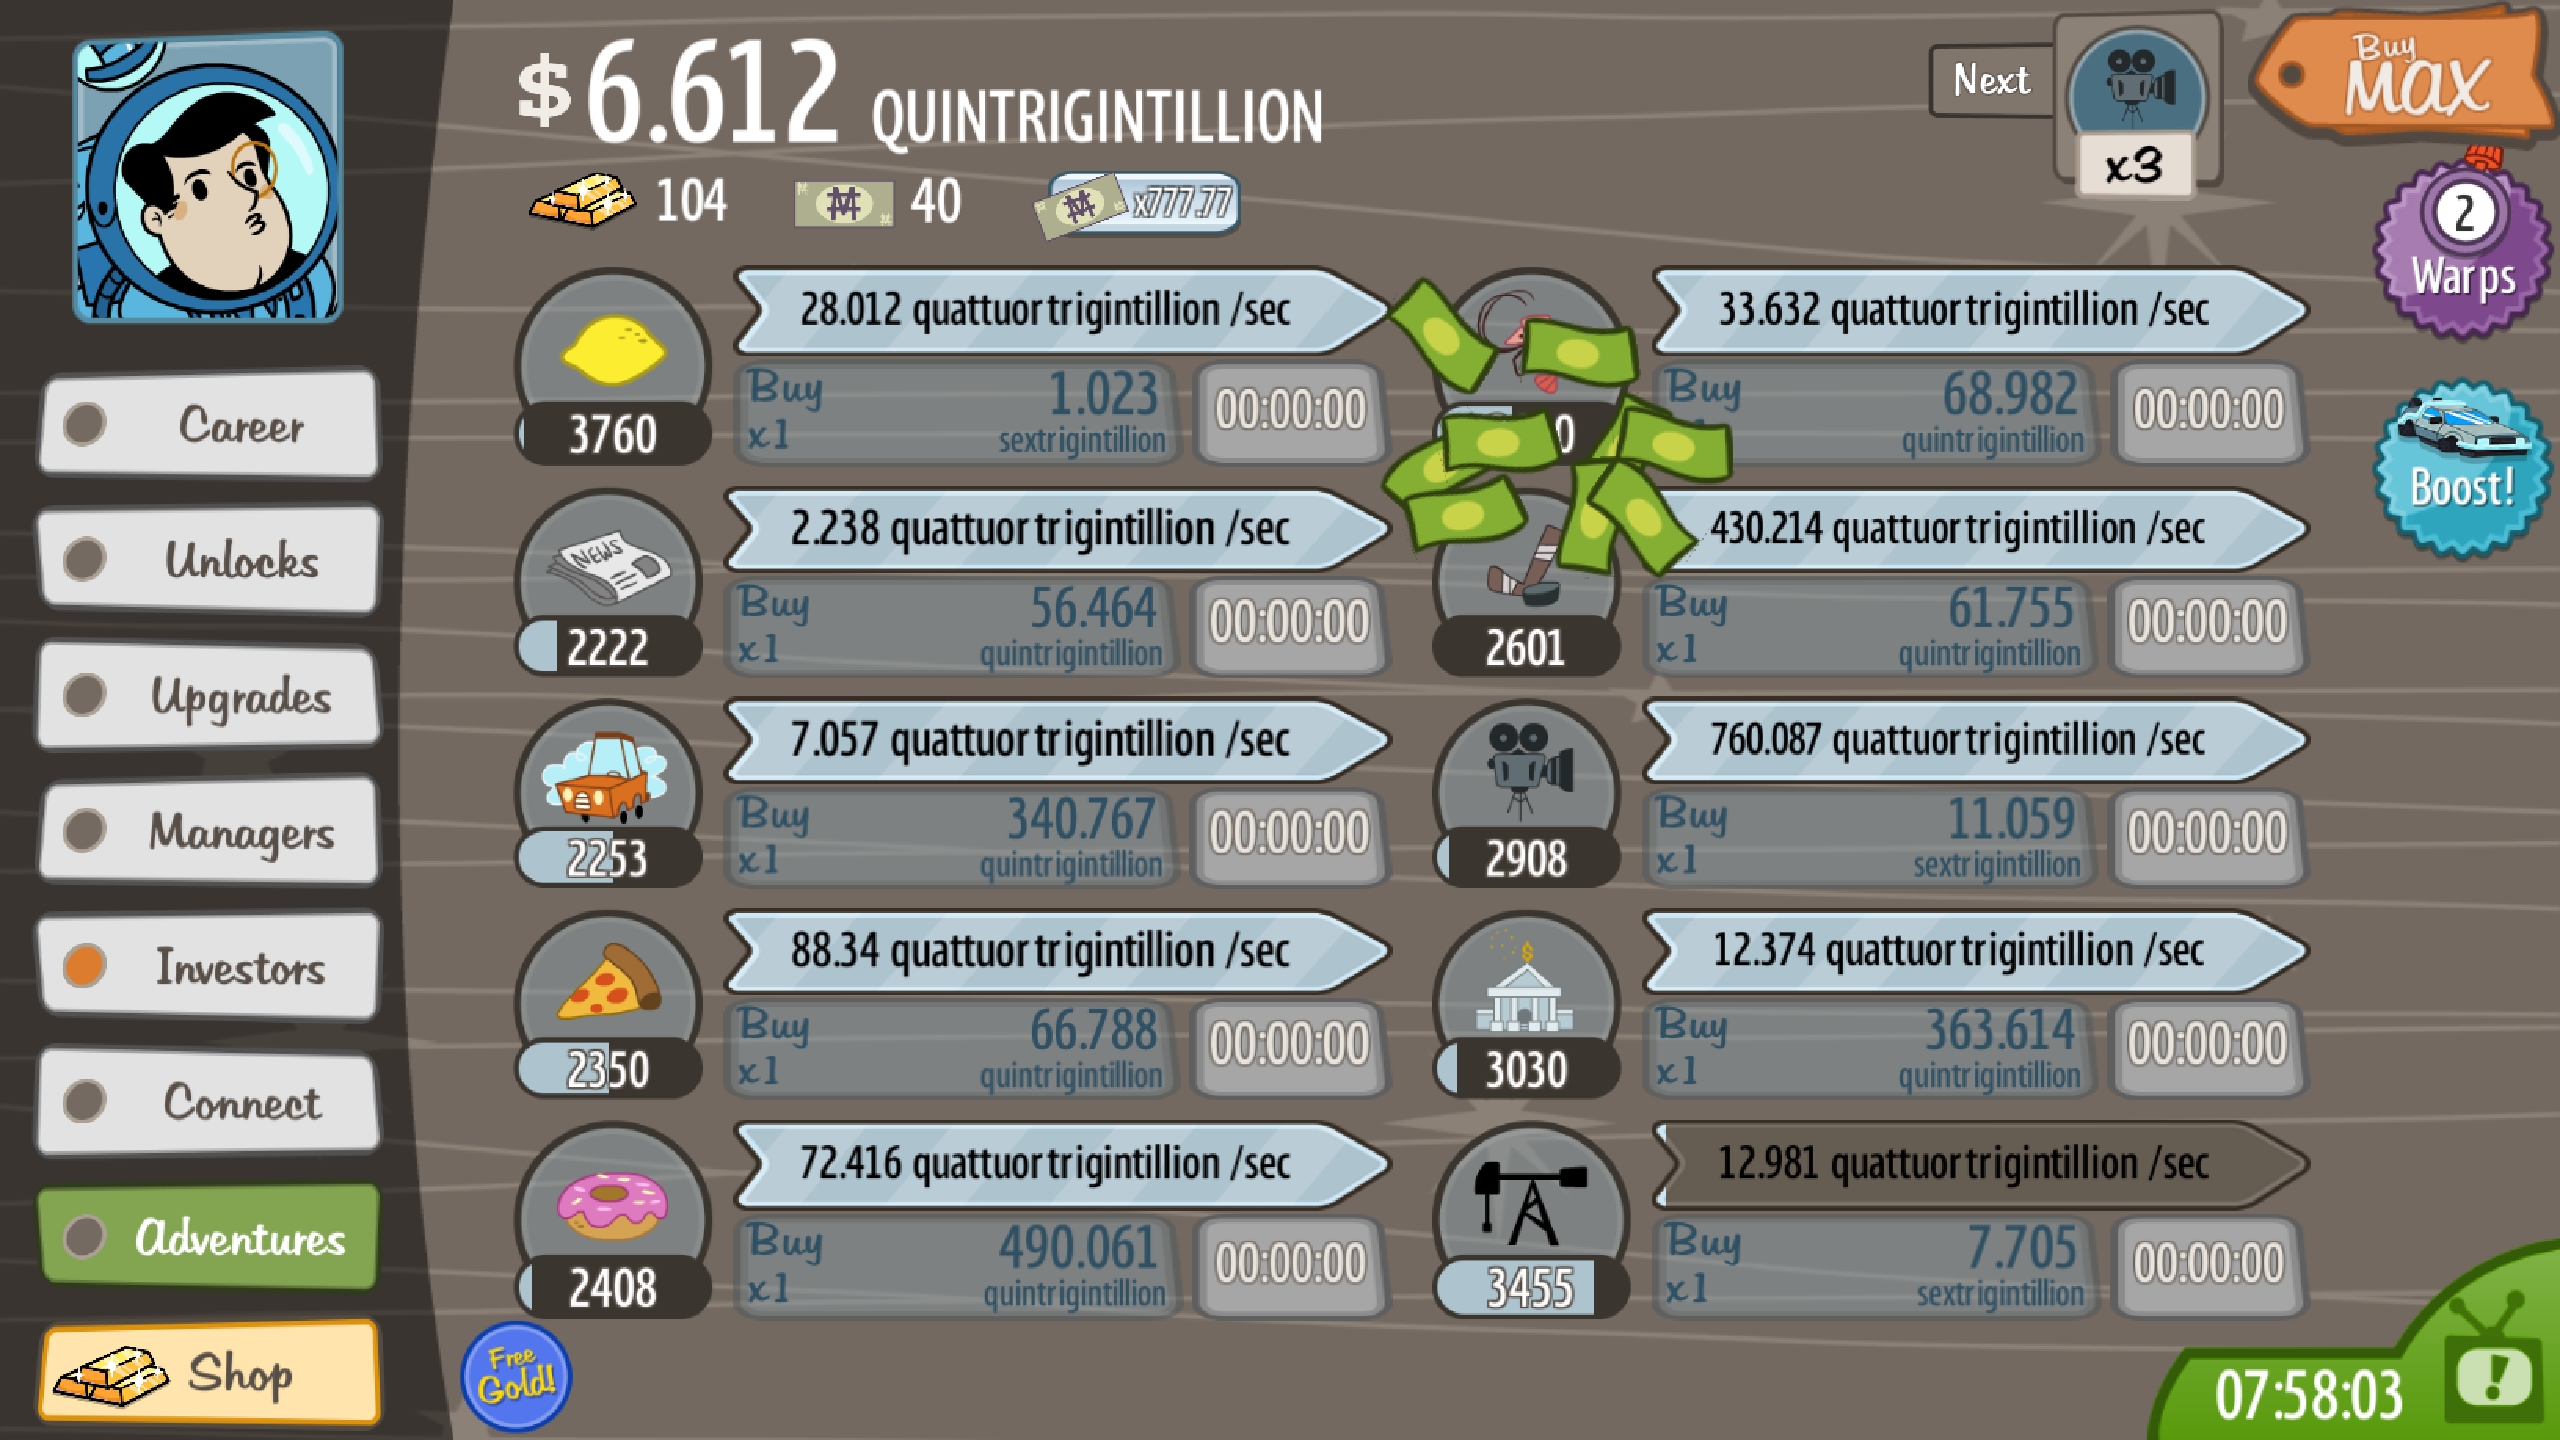 $6.612 QUINTRIGINTILLION
104
40
x777.77
Next
x3
Buy
MAX
2
Warps
Boost!
Career
Unlocks
Upgrades
Managers
Investors
Connect
Adventures
Shop
28.012 quattuortrigintillion /sec
3760
Buy 1.023
x1 sextrigintillion
00:00:00
NEWS
2.238 quattuortrigintillion /sec
2222
Buy 56.464
x1 quintrigintillion
00:00:00
7.057 quattuortrigintillion /sec
2253
Buy 340.767
x1 quintrigintillion
00:00:00
88.34 quattuortrigintillion /sec
2350
Buy 66.788
x1 quintrigintillion
00:00:00
72.416 quattuortrigintillion /sec
2408
Buy 490.061
x1 quintrigintillion
00:00:00
33.632 quattuortrigintillion /sec
Buy 68.982
quintrigintillion
00:00:00
430.214 quattuortrigintillion /sec
2601
Buy 61.755
x1 quintrigintillion
00:00:00
760.087 quattuortrigintillion /sec
2908
Buy 11.059
x1 sextrigintillion
00:00:00
12.374 quattuortrigintillion /sec
3030
Buy 363.614
x1 quintrigintillion
00:00:00
12.981 quattuortrigintillion /sec
3455
Buy 7.705
x1 sextrigintillion
00:00:00
Free
Gold!
07:58:03